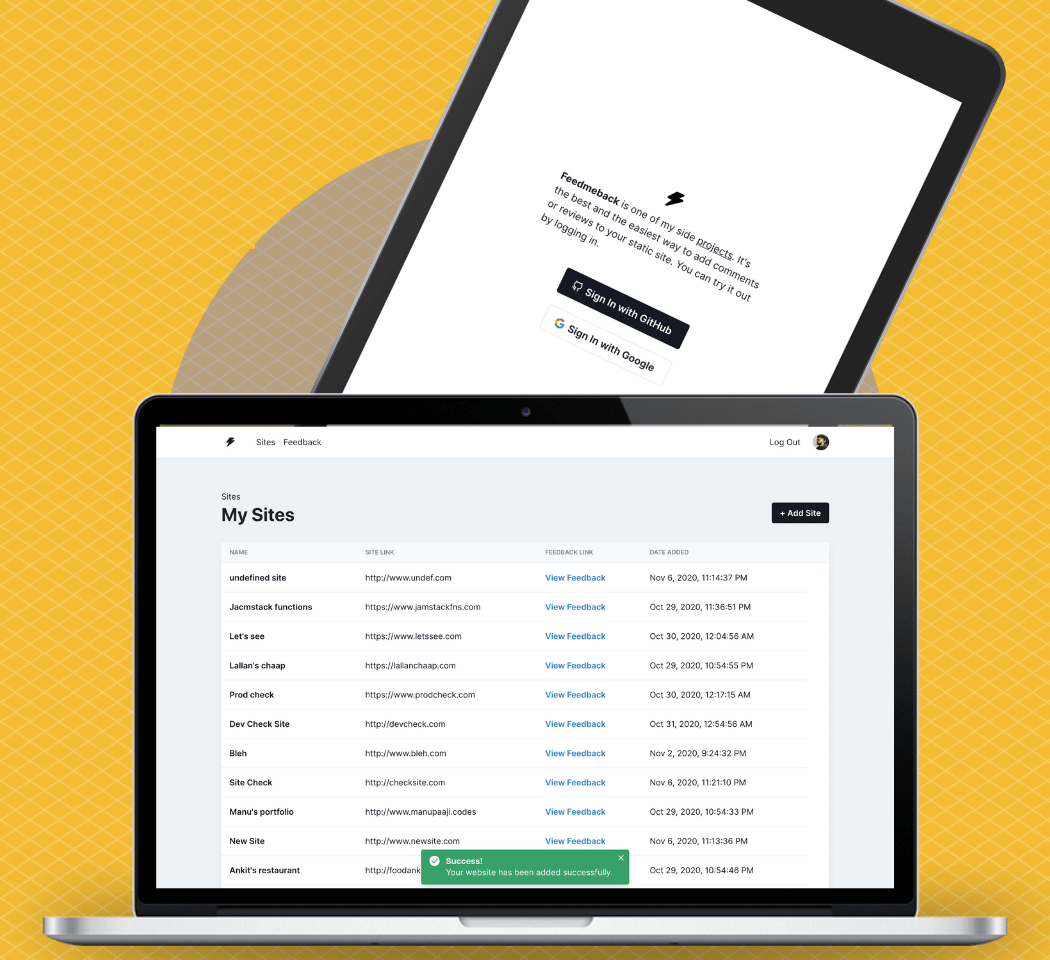 Feedmeback is one of my side projects. It's
the best and the easiest way to add comments
or reviews to your static site. You can try it out
by logging in.
Sign In with GitHub
Sign In with Google
Sites Feedback Log Out
Sites
My Sites
+ Add Site
NAME SITE LINK FEEDBACK LINK DATE ADDED
undefined site http://www.undef.com View Feedback Nov 6, 2020, 11:14:37 PM
Jacmstack functions https://www.jamstackfns.com View Feedback Oct 29, 2020, 11:36:51 PM
Let's see https://www.letssee.com View Feedback Oct 30, 2020, 12:04:56 AM
Lallan's chaap https://lallanchaap.com View Feedback Oct 29, 2020, 10:54:55 PM
Prod check https://www.prodcheck.com View Feedback Oct 30, 2020, 12:17:15 AM
Dev Check Site http://devcheck.com View Feedback Oct 31, 2020, 12:54:56 AM
Bleh http://www.bleh.com View Feedback Nov 2, 2020, 9:24:32 PM
Site Check http://checksite.com View Feedback Nov 6, 2020, 11:21:10 PM
Manu's portfolio http://www.manupaaji.codes View Feedback Oct 29, 2020, 10:54:33 PM
New Site http://www.newsite.com View Feedback Nov 6, 2020, 11:13:36 PM
Ankit's restaurant http://foodank Oct 29, 2020, 10:54:46 PM
Success!
Your website has been added successfully.